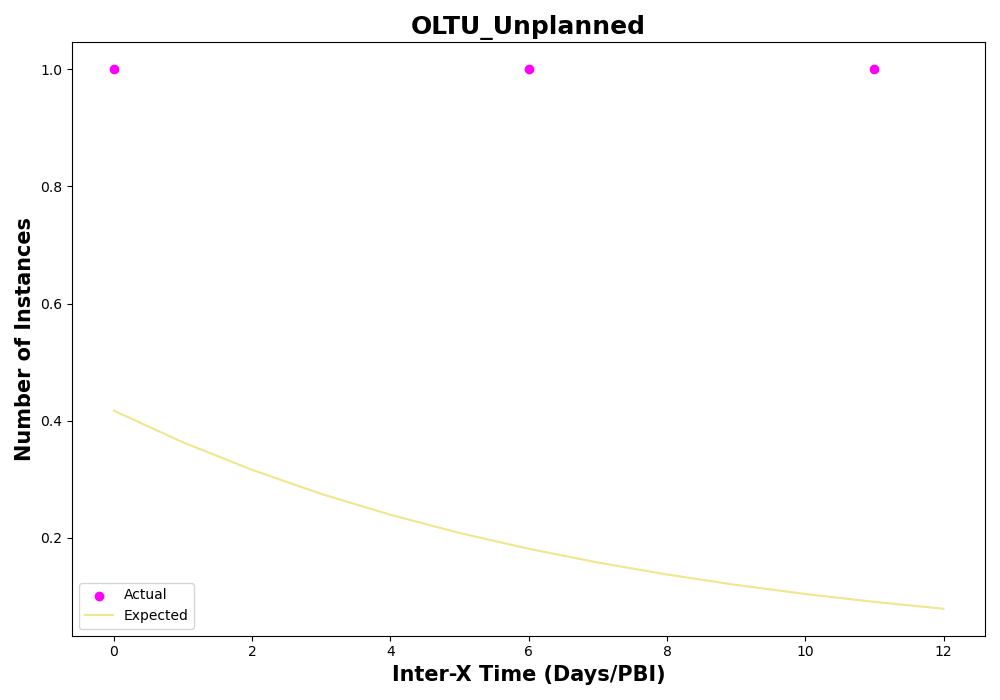 OLTU_Unplanned
Number of Instances
1.0
0.8
0.6
0.4
0.2
Actual
Expected
0 2 4 6 8 10 12
Inter-X Time (Days/PBI)